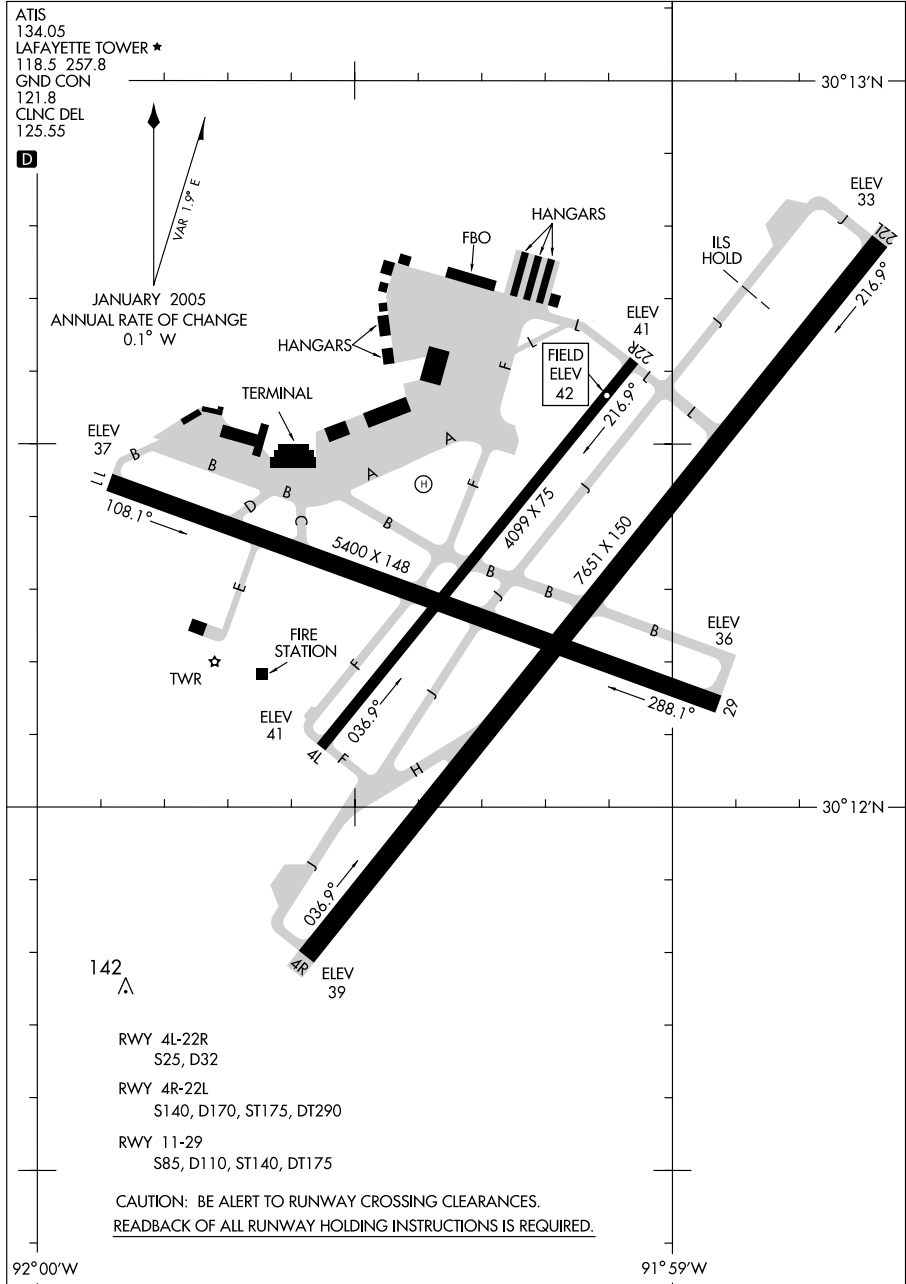 ATIS
134.05
LAFAYETTE TOWER ★
118.5 257.8
GND CON
121.8
CLNC DEL
125.55
D
30°13'N
VAR 1.9° E
JANUARY 2005
ANNUAL RATE OF CHANGE
0.1° W
ELEV
33
22L
216.9°
ILS
HOLD
HANGARS
FBO
HANGARS
TERMINAL
ELEV
41
22R
FIELD
ELEV
42
216.9°
J
J
L
L
L
L
F
ELEV
37
11
108.1°
B
B
B
D
C
A
A
H
F
B
J
4099 X 75
7651 X 150
5400 X 148
E
B
B
B
J
ELEV
36
29
288.1°
TWR
FIRE
STATION
F
J
ELEV
41
4L
036.9°
F
H
30°12'N
J
036.9°
4R
ELEV
39
142
RWY 4L-22R
S25, D32
RWY 4R-22L
S140, D170, ST175, DT290
RWY 11-29
S85, D110, ST140, DT175
CAUTION: BE ALERT TO RUNWAY CROSSING CLEARANCES.
READBACK OF ALL RUNWAY HOLDING INSTRUCTIONS IS REQUIRED.
92°00'W
91°59'W